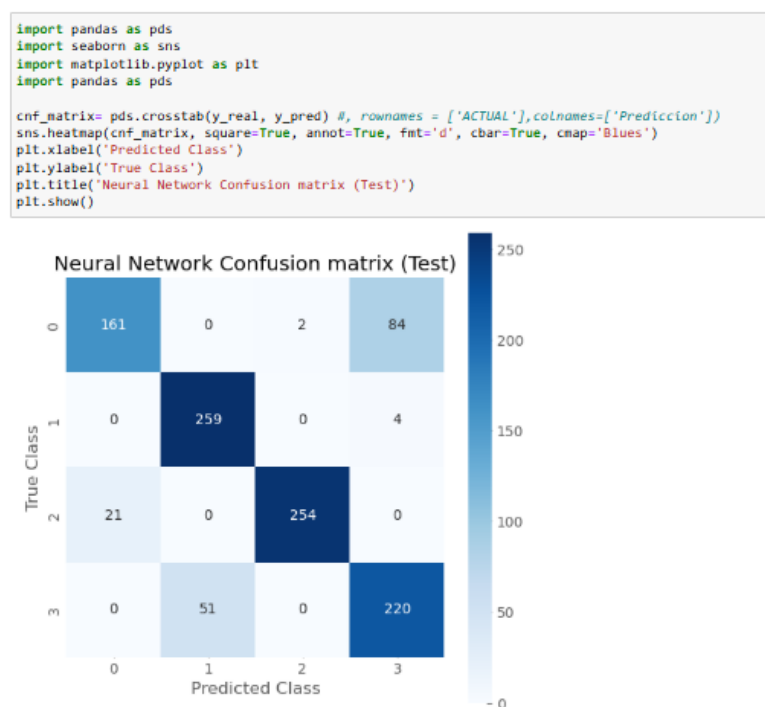 import pandas as pds
import seaborn as sns
import matplotlib.pyplot as plt
import pandas as pds
cnf_matrix= pds.crosstab(y_real, y_pred) #, rownames = ['ACTUAL'],colnames=['Prediccion'])
sns.heatmap(cnf_matrix, square=True, annot=True, fmt='d', cbar=True, cmap='Blues')
plt.xlabel('Predicted Class')
plt.ylabel('True Class')
plt.title('Neural Network Confusion matrix (Test)')
plt.show()
Neural Network Confusion matrix (Test)
0 161 0 2 84
1 0 259 0 4
2 21 0 254 0
3 0 51 0 220
0 1 2 3
True Class
Predicted Class
250
200
150
100
50
0